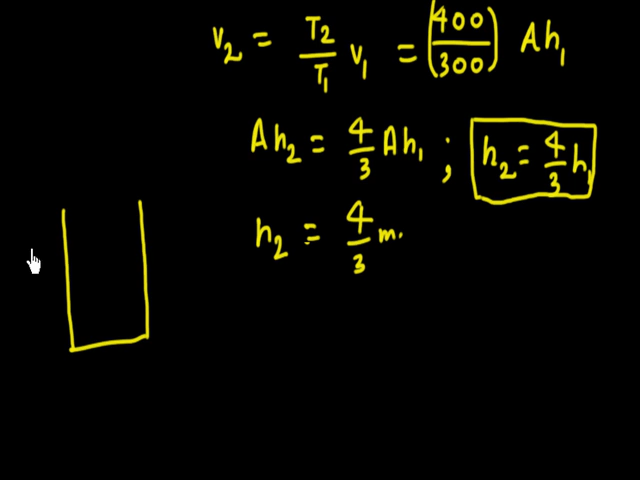 V₂ = T₂/T₁ V₁ = (400/300) Ah₁
Ah₂ = 4/3 Ah₁ ; h₂ = 4/3 h₁
h₂ = 4/3 m.